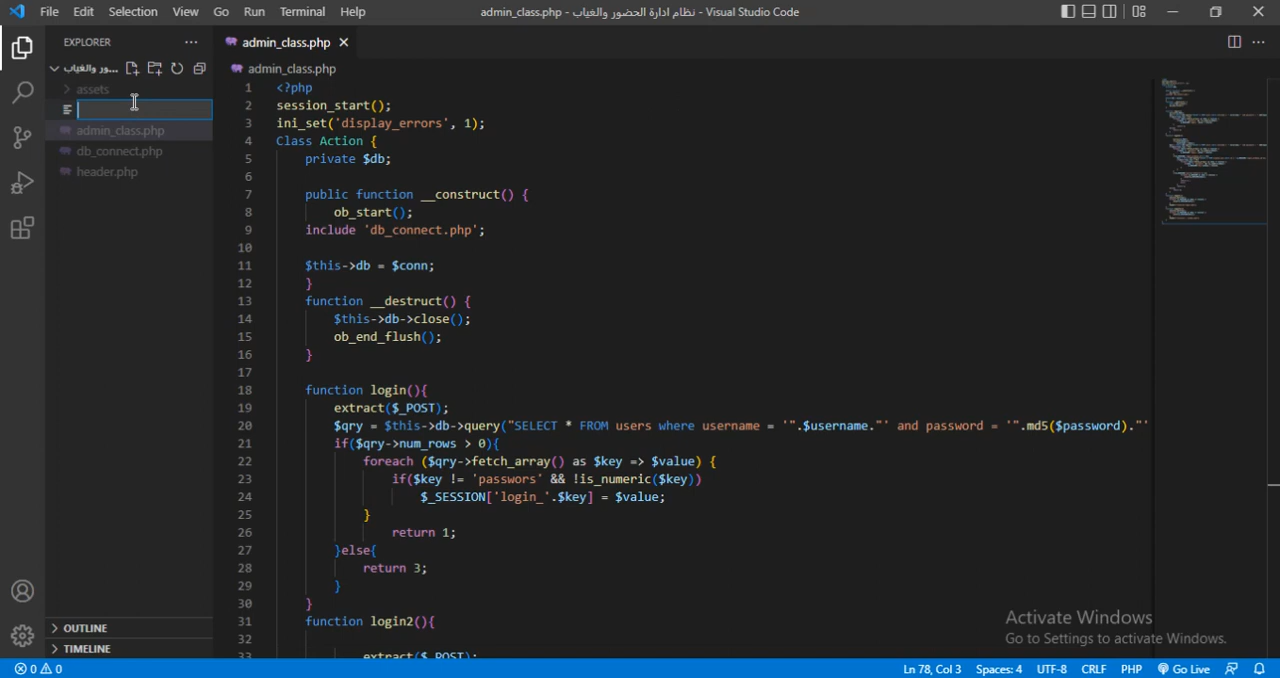 File Edit Selection View Go Run Terminal Help
admin_class.php - نظام ادارة الحضور والغياب - Visual Studio Code
EXPLORER
ور والغياب...
assets
admin_class.php
db_connect.php
header.php
OUTLINE
TIMELINE
admin_class.php
admin_class.php
1 <?php
2 session_start();
3 ini_set('display_errors', 1);
4 Class Action {
5 private $db;
6
7 public function __construct() {
8 ob_start();
9 include 'db_connect.php';
10
11 $this->db = $conn;
12 }
13 function __destruct() {
14 $this->db->close();
15 ob_end_flush();
16 }
17
18 function login(){
19 extract($_POST);
20 $qry = $this->db->query("SELECT * FROM users where username = '".$username."' and password = '".md5($password)."'
21 if($qry->num_rows > 0){
22 foreach ($qry->fetch_array() as $key => $value) {
23 if($key != 'passwors' && !is_numeric($key))
24 $_SESSION['login_'.$key] = $value;
25 }
26 return 1;
27 }else{
28 return 3;
29 }
30 }
31 function login2(){
32
33 extract($_POST);
Activate Windows
Go to Settings to activate Windows.
0 0 Ln 78, Col 3 Spaces: 4 UTF-8 CRLF PHP Go Live